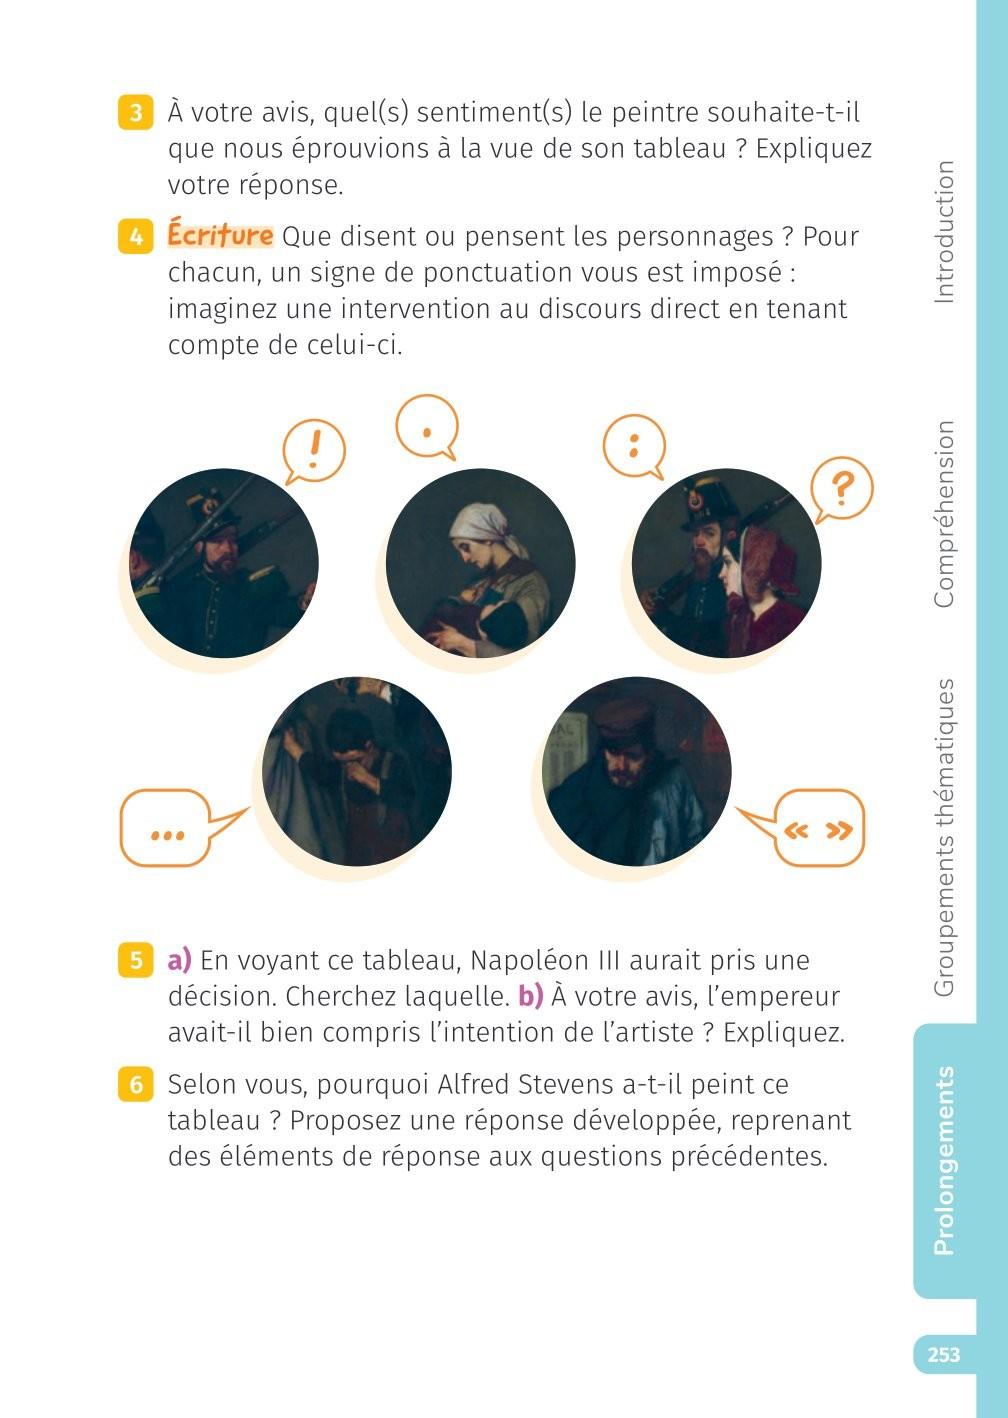 3 À votre avis, quel(s) sentiment(s) le peintre souhaite-t-il
que nous éprouvions à la vue de son tableau ? Expliquez
votre réponse.
4 Écriture Que disent ou pensent les personnages ? Pour
chacun, un signe de ponctuation vous est imposé :
imaginez une intervention au discours direct en tenant
compte de celui-ci.
!
.
:
?
...
« »
5 a) En voyant ce tableau, Napoléon III aurait pris une
décision. Cherchez laquelle. b) À votre avis, l’empereur
avait-il bien compris l’intention de l’artiste ? Expliquez.
6 Selon vous, pourquoi Alfred Stevens a-t-il peint ce
tableau ? Proposez une réponse développée, reprenant
des éléments de réponse aux questions précédentes.
Introduction
Compréhension
Groupements thématiques
Prolongements
253